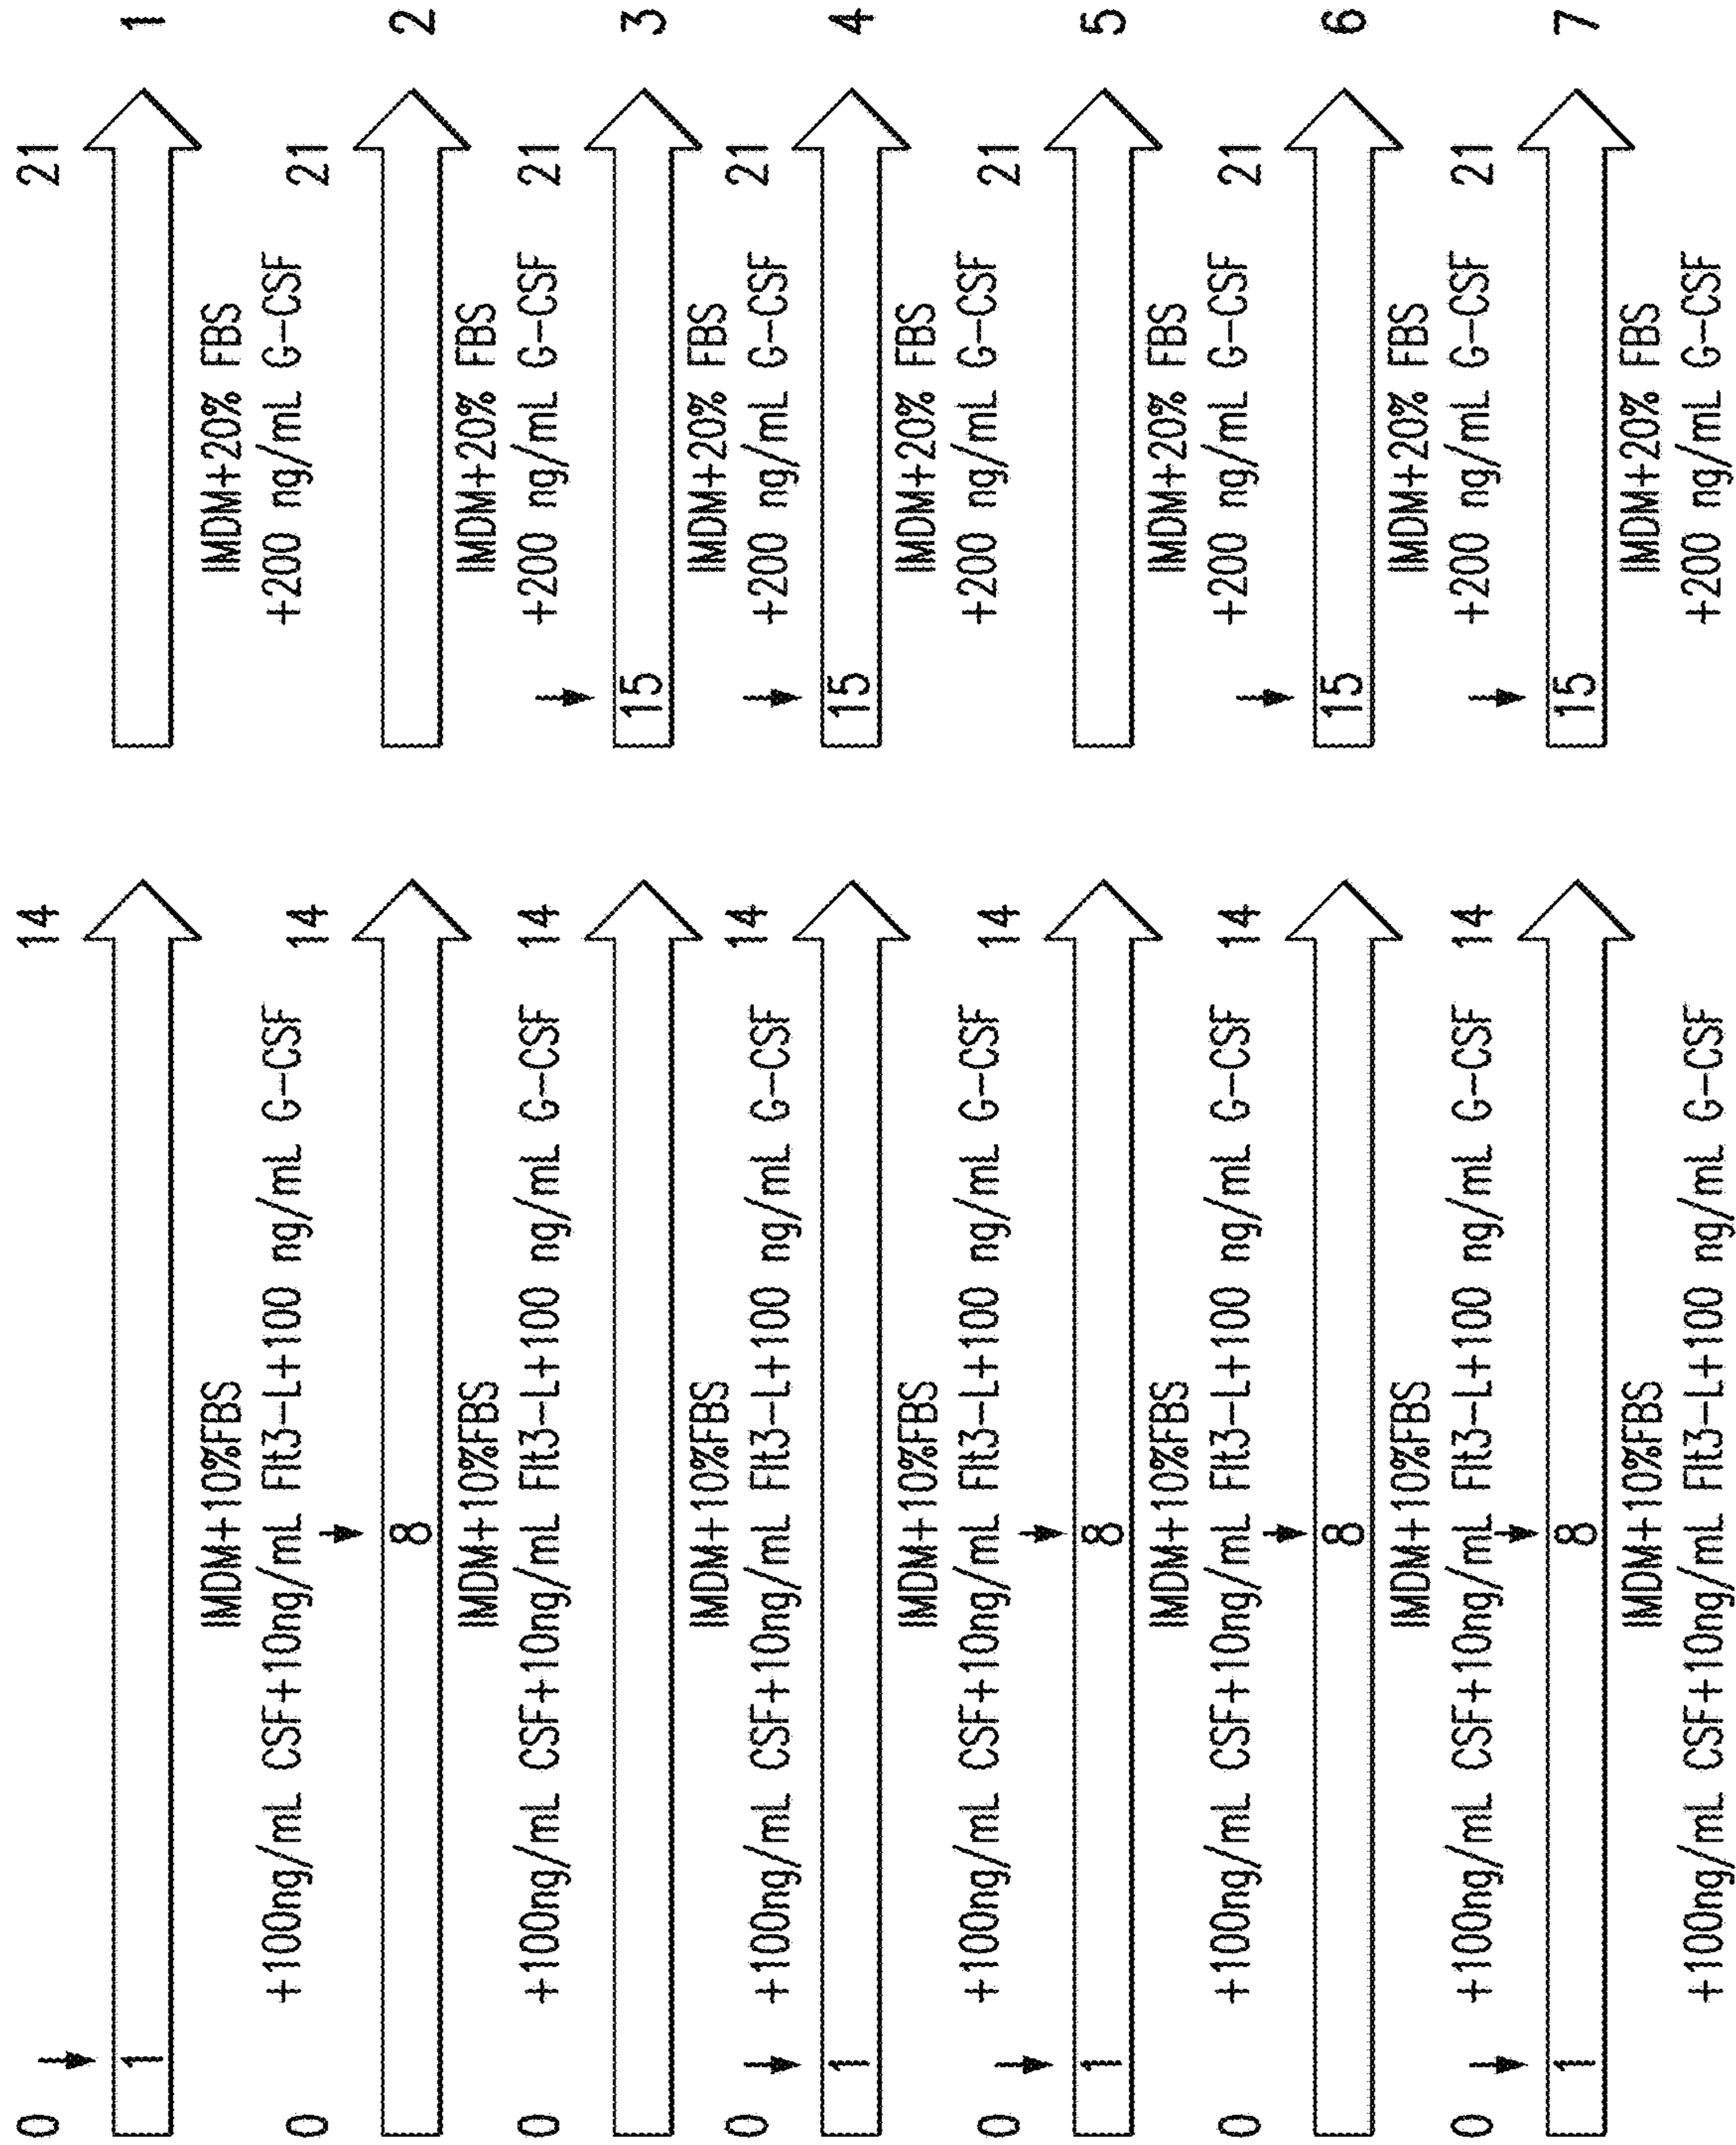 0 14 21
1 1
IMDM+10%FBS IMDM+20% FBS
+100ng/mL CSF+10ng/mL Flt3-L+100 ng/mL G-CSF +200 ng/mL G-CSF
0 14 21
8 2
IMDM+10%FBS IMDM+20% FBS
+100ng/mL CSF+10ng/mL Flt3-L+100 ng/mL G-CSF +200 ng/mL G-CSF
0 14 21
15 3
IMDM+10%FBS IMDM+20% FBS
+100ng/mL CSF+10ng/mL Flt3-L+100 ng/mL G-CSF +200 ng/mL G-CSF
0 14 21
1 15 4
IMDM+10%FBS IMDM+20% FBS
+100ng/mL CSF+10ng/mL Flt3-L+100 ng/mL G-CSF +200 ng/mL G-CSF
0 14 21
1 8 5
IMDM+10%FBS IMDM+20% FBS
+100ng/mL CSF+10ng/mL Flt3-L+100 ng/mL G-CSF +200 ng/mL G-CSF
0 14 21
8 15 6
IMDM+10%FBS IMDM+20% FBS
+100ng/mL CSF+10ng/mL Flt3-L+100 ng/mL G-CSF +200 ng/mL G-CSF
0 14 21
1 8 15 7
IMDM+10%FBS IMDM+20% FBS
+100ng/mL CSF+10ng/mL Flt3-L+100 ng/mL G-CSF +200 ng/mL G-CSF